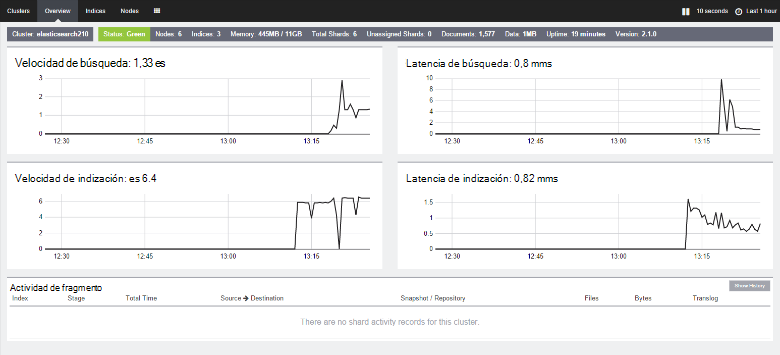 Clusters Overview Indices Nodes 10 seconds Last 1 hour
Cluster elasticsearch210 Status Green Nodes 6 Indices 3 Memory 445MB / 11GB Total Shards 6 Unassigned Shards 0 Documents 1,577 Data 1MB Uptime 19 minutes Version 2.1.0
Velocidad de búsqueda: 1,33 es
3
2
1
0
12:30 12:45 13:00 13:15
Latencia de búsqueda: 0,8 mms
10
8
6
4
2
0
12:30 12:45 13:00 13:15
Velocidad de indización: es 6.4
6
4
2
0
12:30 12:45 13:00 13:15
Latencia de indización: 0,82 mms
1.5
1
0.5
0
12:30 12:45 13:00 13:15
Actividad de fragmento
Show History
Index Stage Total Time Source → Destination Snapshot / Repository Files Bytes Translog
There are no shard activity records for this cluster.